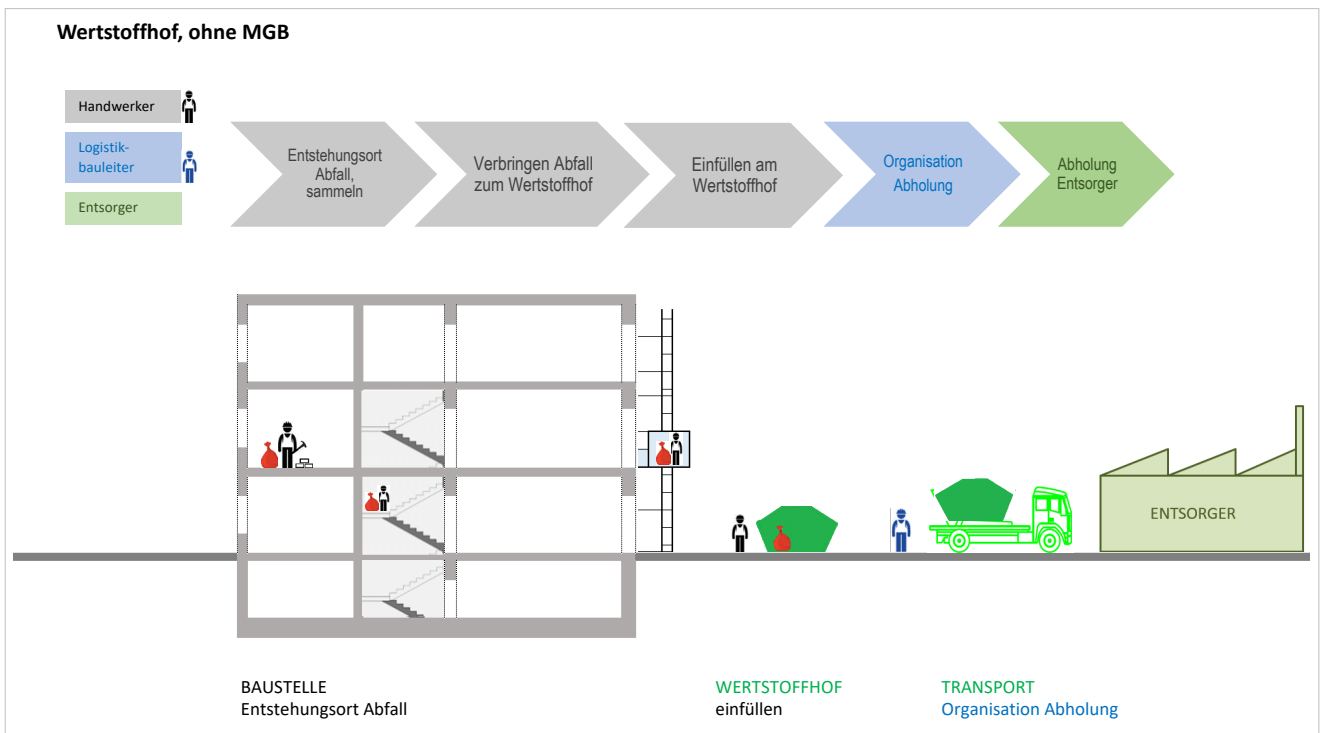 Wertstoffhof, ohne MGB
Handwerker
Logistik-
bauleiter
Entsorger
Entstehungsort
Abfall,
sammeln
Verbringen Abfall
zum Wertstoffhof
Einfüllen am
Wertstoffhof
Organisation
Abholung
Abholung
Entsorger
ENTSORGER
BAUSTELLE
Entstehungsort Abfall
WERTSTOFFHOF
einfüllen
TRANSPORT
Organisation Abholung